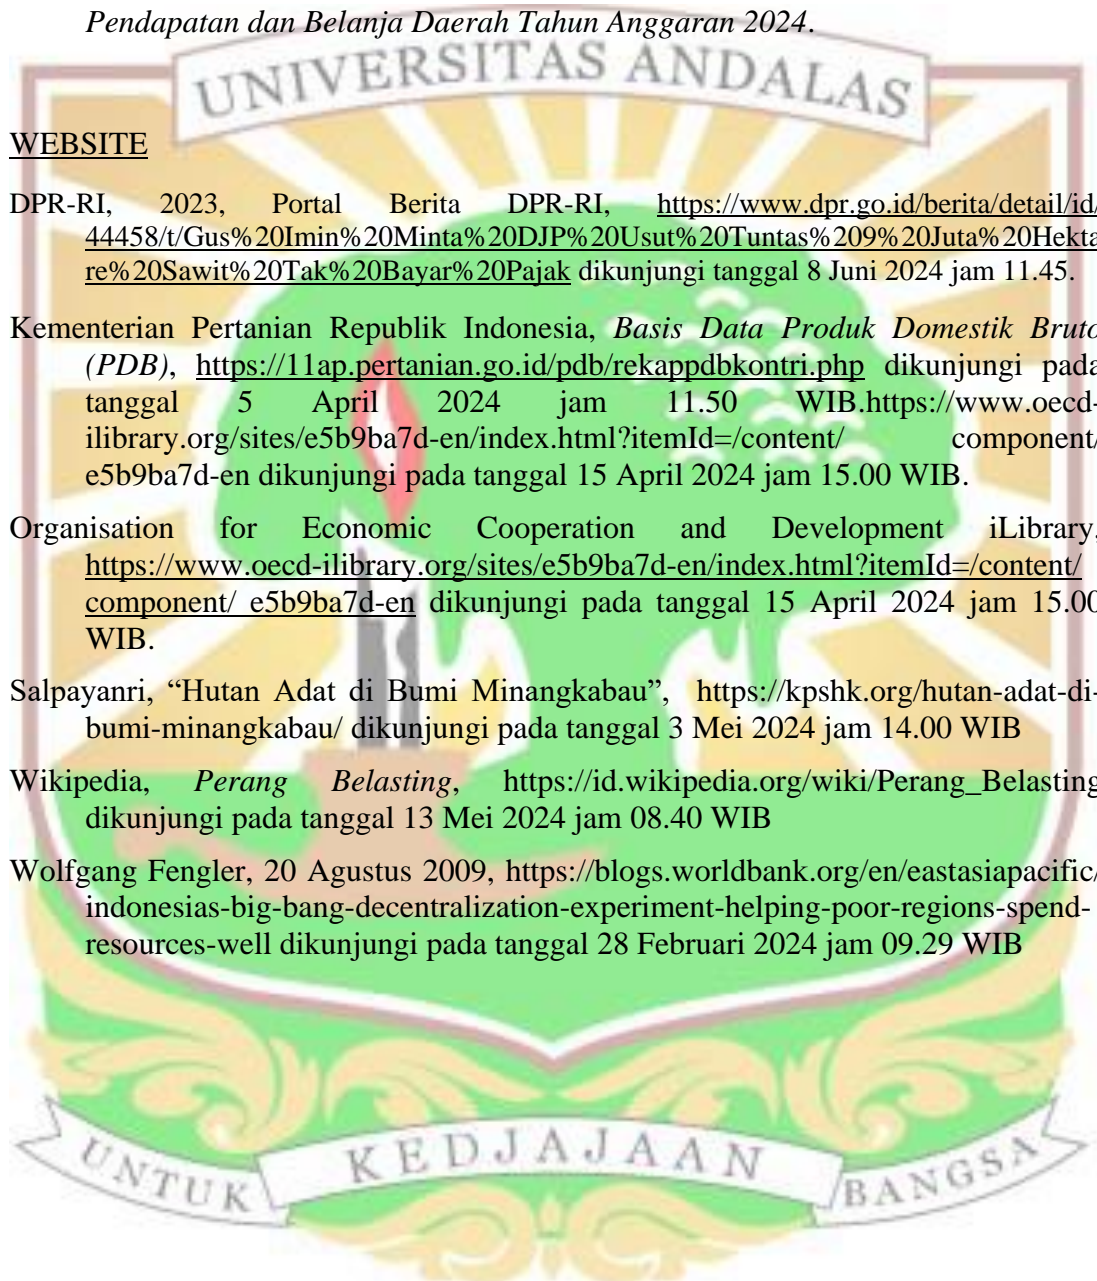 Pendapatan dan Belanja Daerah Tahun Anggaran 2024.
UNIVERSITAS ANDALAS
WEBSITE
DPR-RI, 2023, Portal Berita DPR-RI, https://www.dpr.go.id/berita/detail/id/
44458/t/Gus%20Imin%20Minta%20DJP%20Usut%20Tuntas%209%20Juta%20Hekta
re%20Sawit%20Tak%20Bayar%20Pajak dikunjungi tanggal 8 Juni 2024 jam 11.45.
Kementerian Pertanian Republik Indonesia, Basis Data Produk Domestik Bruto
(PDB), https://11ap.pertanian.go.id/pdb/rekappdbkontri.php dikunjungi pada
tanggal 5 April 2024 jam 11.50 WIB.https://www.oecd-
ilibrary.org/sites/e5b9ba7d-en/index.html?itemId=/content/ component/
e5b9ba7d-en dikunjungi pada tanggal 15 April 2024 jam 15.00 WIB.
Organisation for Economic Cooperation and Development iLibrary,
https://www.oecd-ilibrary.org/sites/e5b9ba7d-en/index.html?itemId=/content/
component/ e5b9ba7d-en dikunjungi pada tanggal 15 April 2024 jam 15.00
WIB.
Salpayanri, “Hutan Adat di Bumi Minangkabau”, https://kpshk.org/hutan-adat-di-
bumi-minangkabau/ dikunjungi pada tanggal 3 Mei 2024 jam 14.00 WIB
Wikipedia, Perang Belasting, https://id.wikipedia.org/wiki/Perang_Belasting
dikunjungi pada tanggal 13 Mei 2024 jam 08.40 WIB
Wolfgang Fengler, 20 Agustus 2009, https://blogs.worldbank.org/en/eastasiapacific/
indonesias-big-bang-decentralization-experiment-helping-poor-regions-spend-
resources-well dikunjungi pada tanggal 28 Februari 2024 jam 09.29 WIB
UNTUK KEDJAJAAN BANGSA